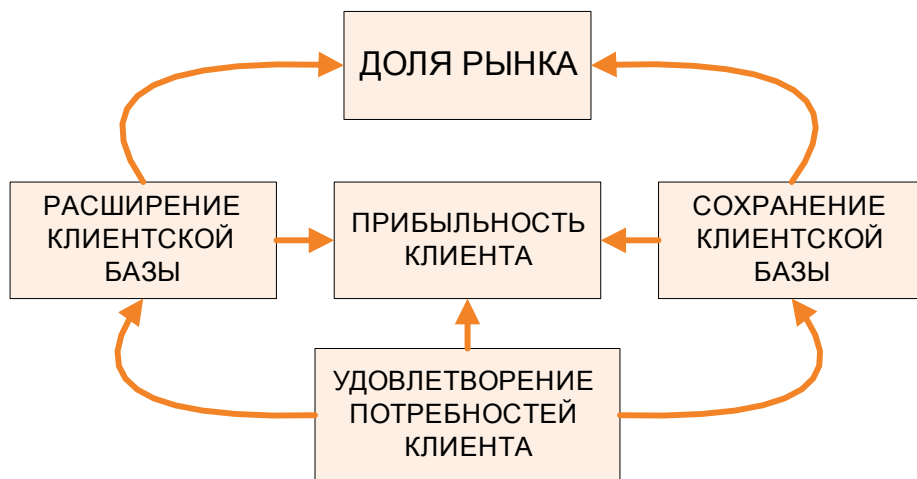 ДОЛЯ РЫНКА
РАСШИРЕНИЕ
КЛИЕНТСКОЙ
БАЗЫ
ПРИБЫЛЬНОСТЬ
КЛИЕНТА
СОХРАНЕНИЕ
КЛИЕНТСКОЙ
БАЗЫ
УДОВЛЕТВОРЕНИЕ
ПОТРЕБНОСТЕЙ
КЛИЕНТА